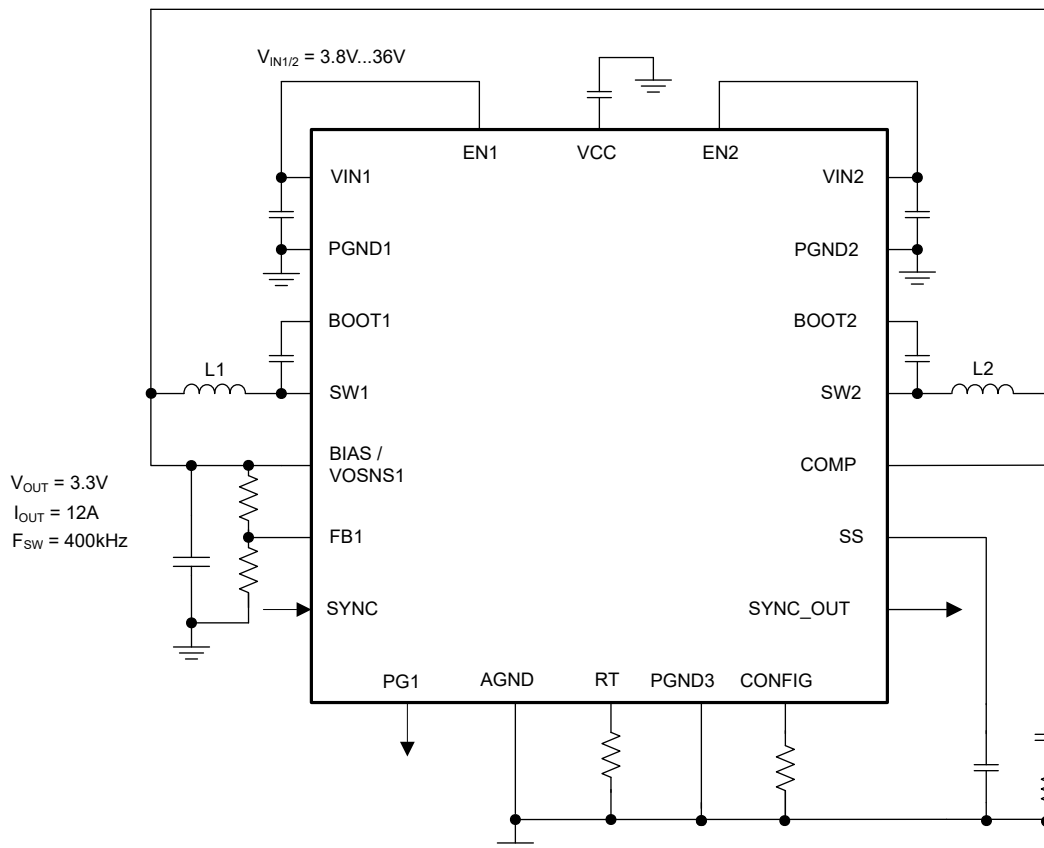 V_IN1/2 = 3.8V...36V
EN1
VCC
EN2
VIN1
VIN2
PGND1
PGND2
BOOT1
BOOT2
L1
L2
SW1
SW2
BIAS /
VOSNS1
COMP
V_OUT = 3.3V
I_OUT = 12A
F_SW = 400kHz
FB1
SS
SYNC
SYNC_OUT
PG1
AGND
RT
PGND3
CONFIG